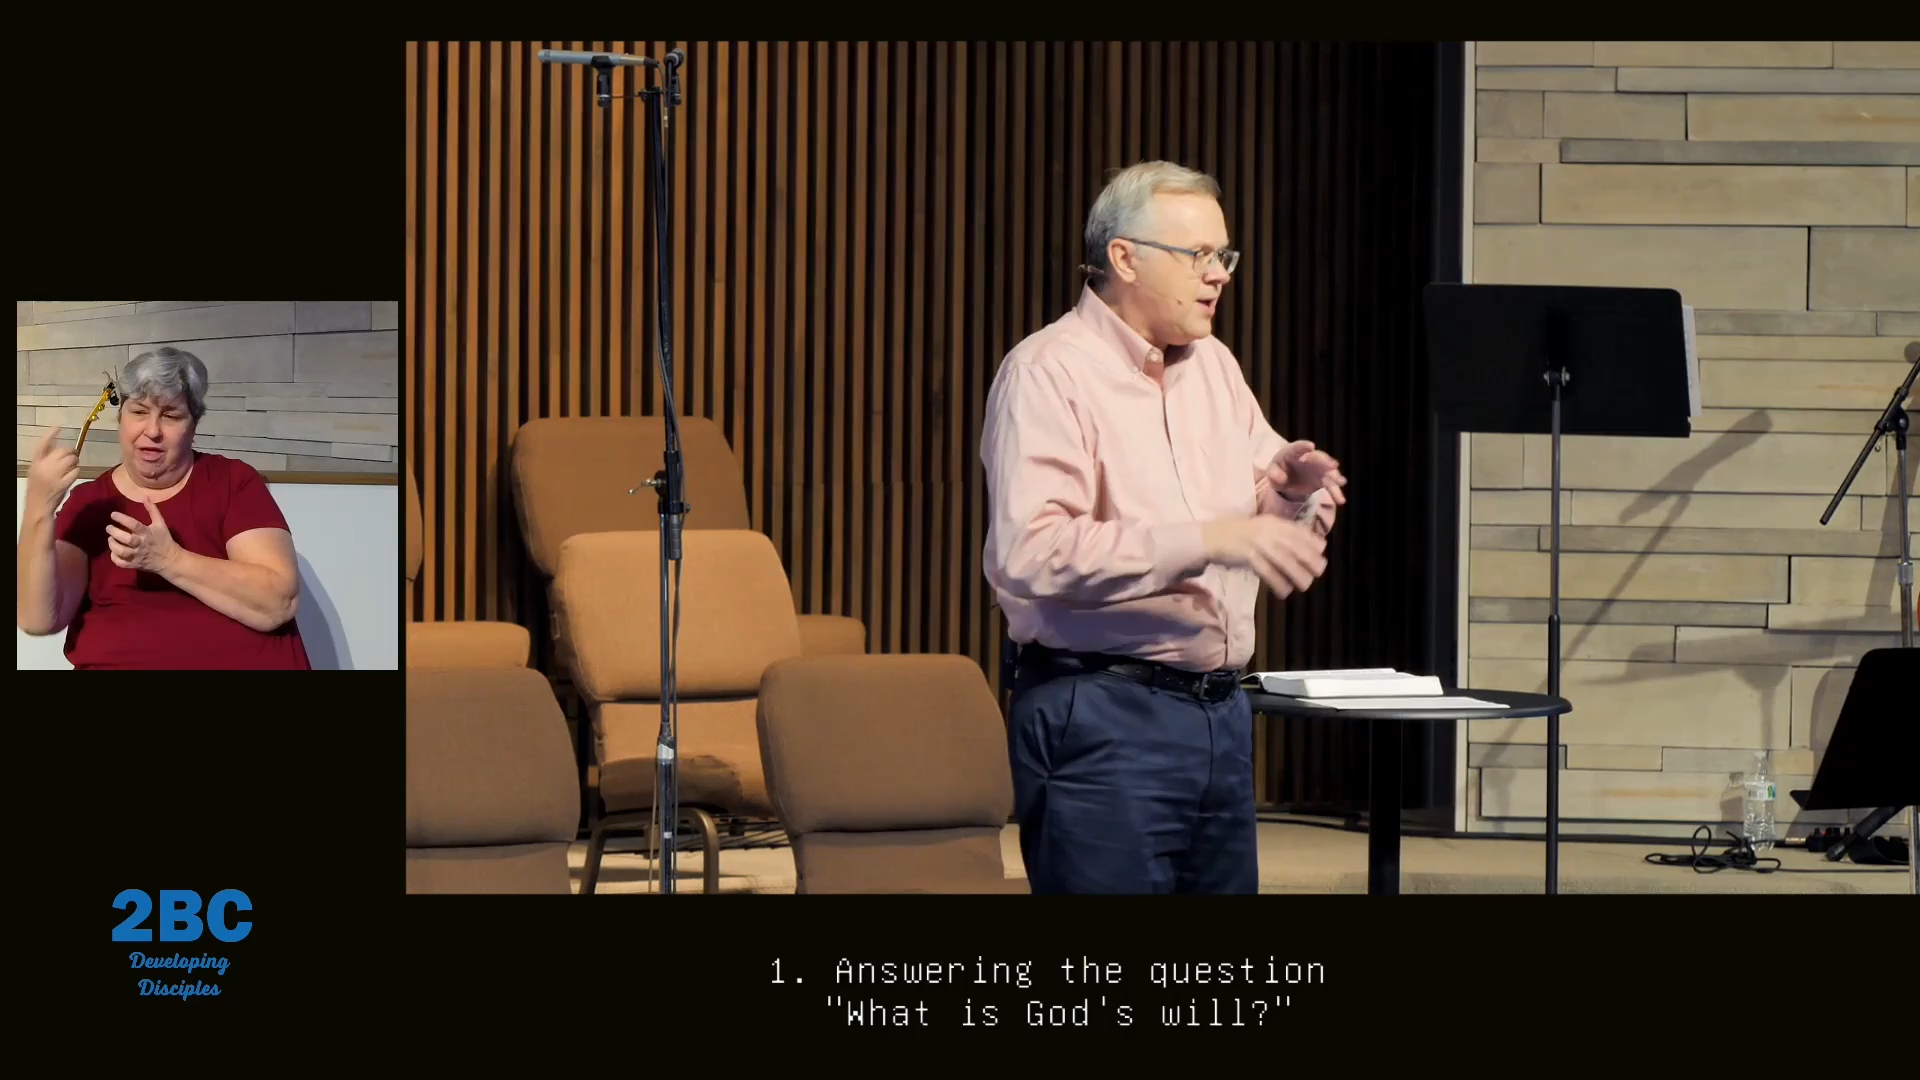 2BC
Developing
Disciples
1. Answering the question
"What is God's will?"